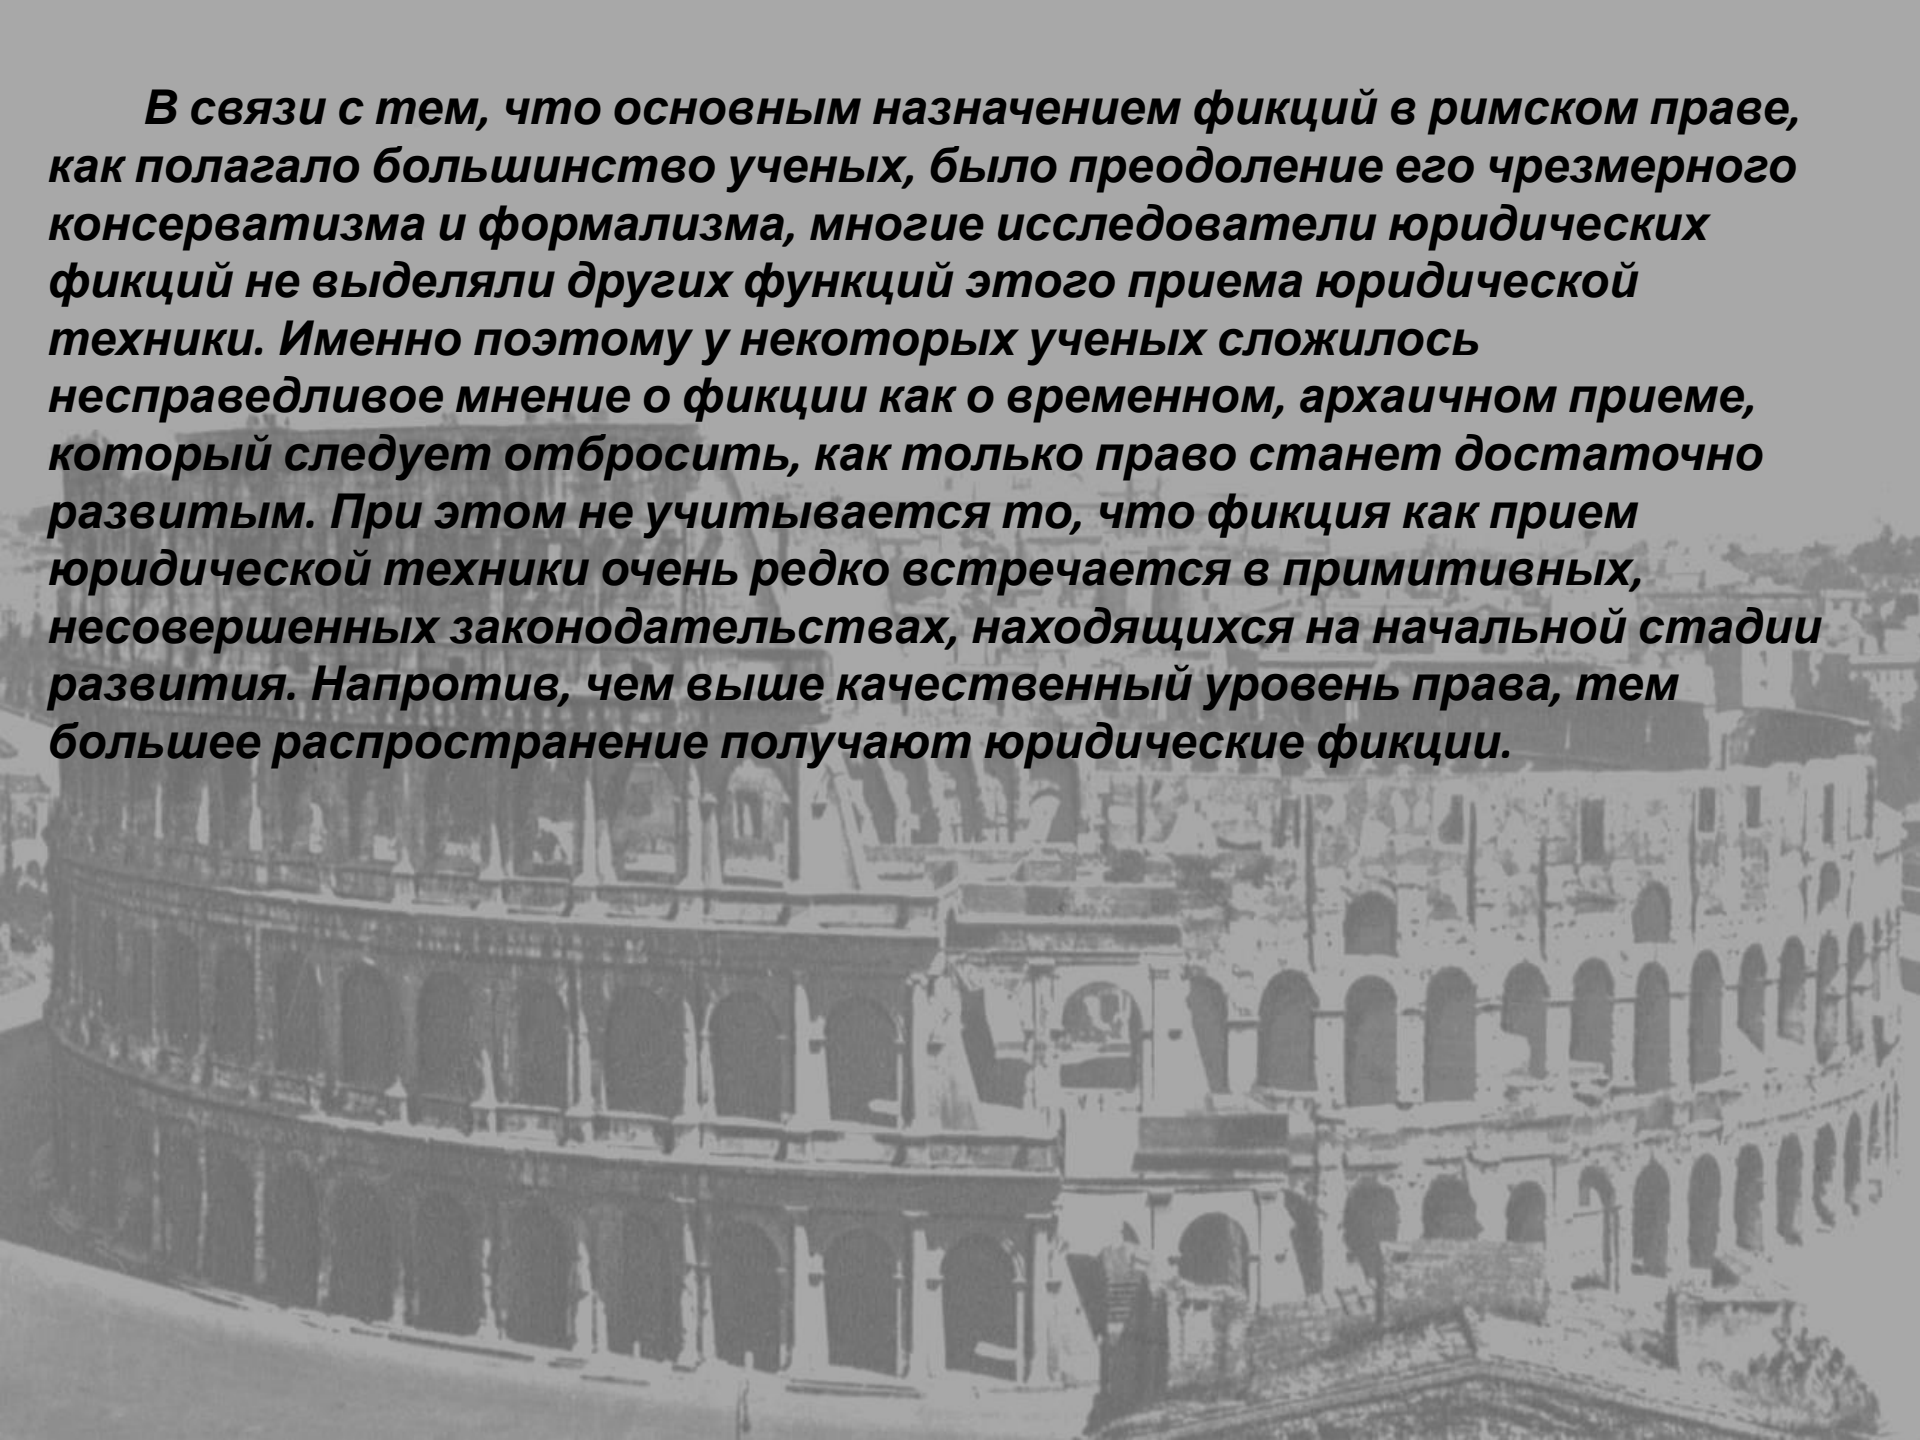 В связи с тем, что основным назначением фикций в римском праве,
как полагало большинство ученых, было преодоление его чрезмерного
консерватизма и формализма, многие исследователи юридических
фикций не выделяли других функций этого приема юридической
техники. Именно поэтому у некоторых ученых сложилось
несправедливое мнение о фикции как о временном, архаичном приеме,
который следует отбросить, как только право станет достаточно
развитым. При этом не учитывается то, что фикция как прием
юридической техники очень редко встречается в примитивных,
несовершенных законодательствах, находящихся на начальной стадии
развития. Напротив, чем выше качественный уровень права, тем
большее распространение получают юридические фикции.